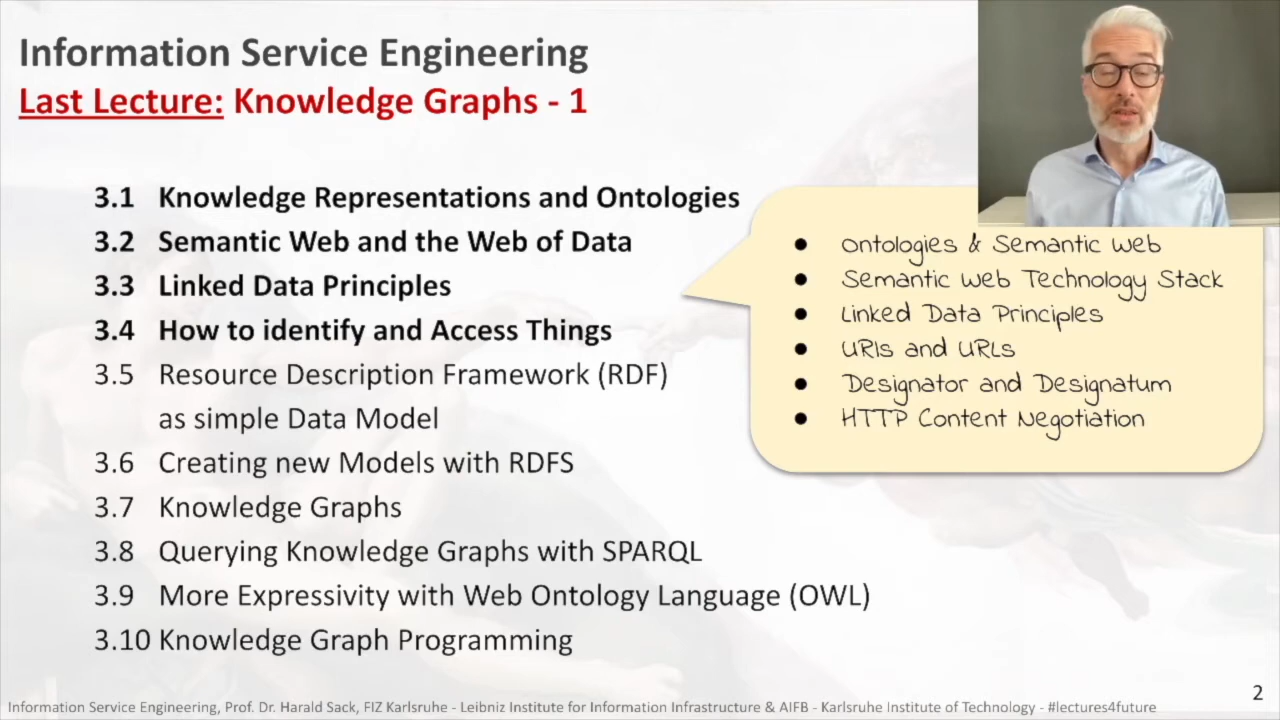 Information Service Engineering
Last Lecture: Knowledge Graphs - 1
3.1 Knowledge Representations and Ontologies
3.2 Semantic Web and the Web of Data
3.3 Linked Data Principles
3.4 How to identify and Access Things
3.5 Resource Description Framework (RDF)
as simple Data Model
3.6 Creating new Models with RDFS
3.7 Knowledge Graphs
3.8 Querying Knowledge Graphs with SPARQL
3.9 More Expressivity with Web Ontology Language (OWL)
3.10 Knowledge Graph Programming
● Ontologies & Semantic Web
● Semantic Web Technology Stack
● Linked Data Principles
● URIs and URLs
● Designator and Designatum
● HTTP Content Negotiation
2
Information Service Engineering, Prof. Dr. Harald Sack, FIZ Karlsruhe - Leibniz Institute for Information Infrastructure & AIFB - Karlsruhe Institute of Technology - #lectures4future